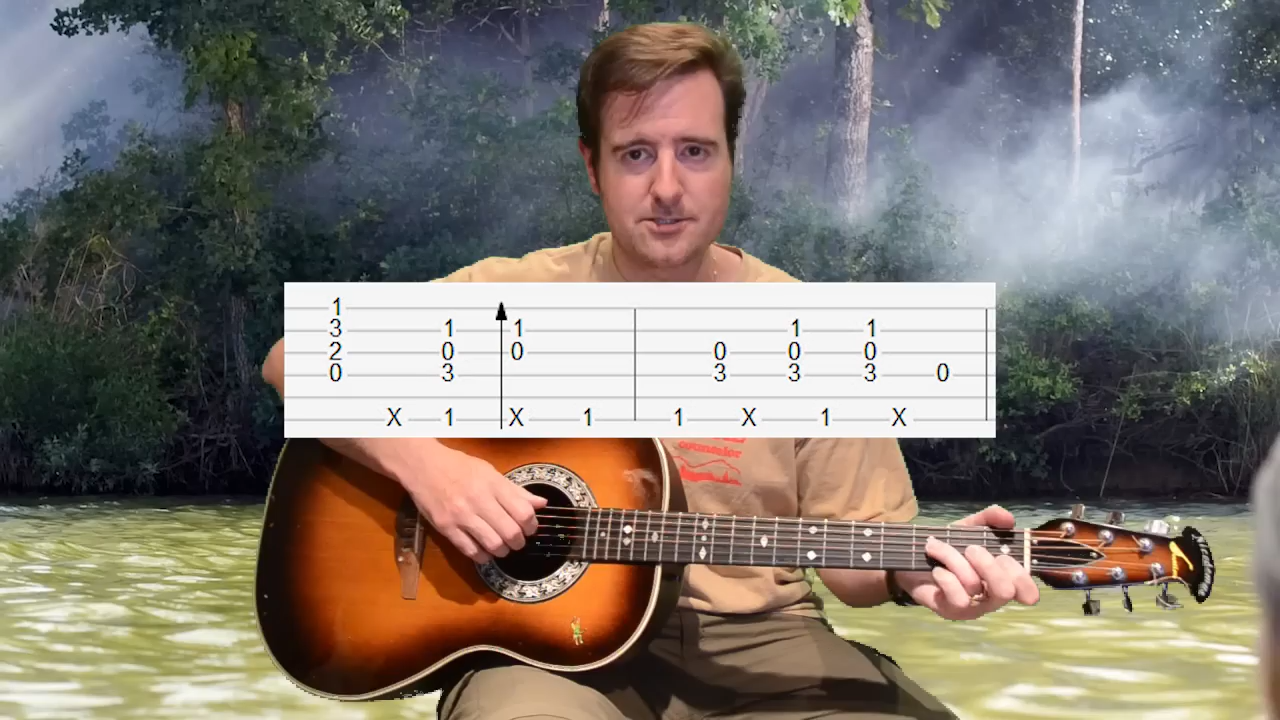 1
3 1 1 1 1
2 0 0 0 0 0
0 3 3 3 3 0
X 1 X 1 1 X 1 X
counselor